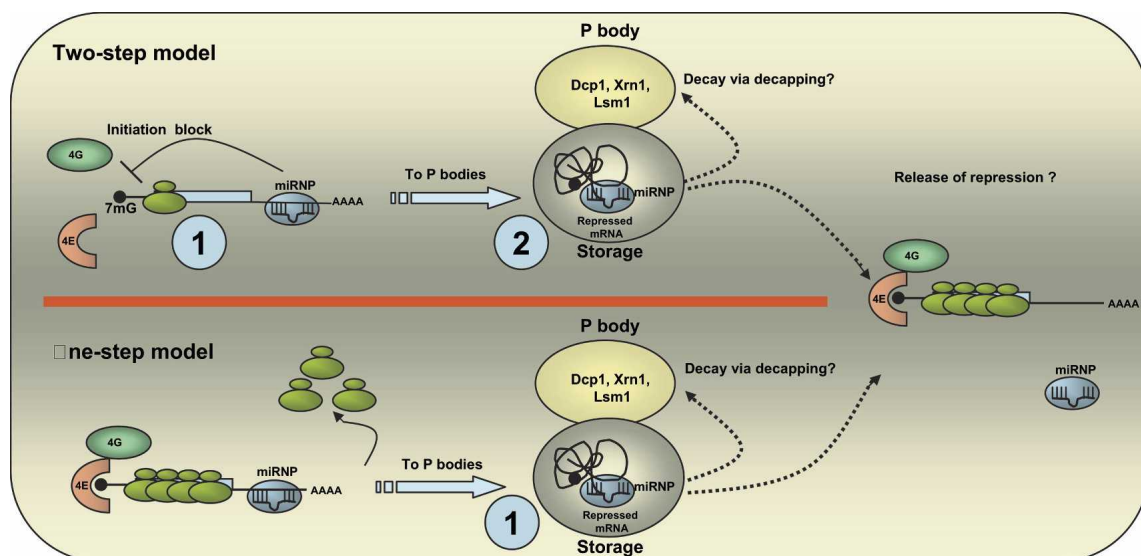 Two-step model
P body
Dcp1, Xrn1,
Lsm1
Decay via decapping?
Initiation block
4G
miRNP
7mG
AAAA
4E
1
To P bodies
2
miRNP
Repressed
mRNA
Storage
Release of repression ?
4G
4E
AAAA
□ne-step model
P body
Dcp1, Xrn1,
Lsm1
Decay via decapping?
miRNP
4G
4E
miRNP
AAAA
To P bodies
1
miRNP
Repressed
mRNA
Storage